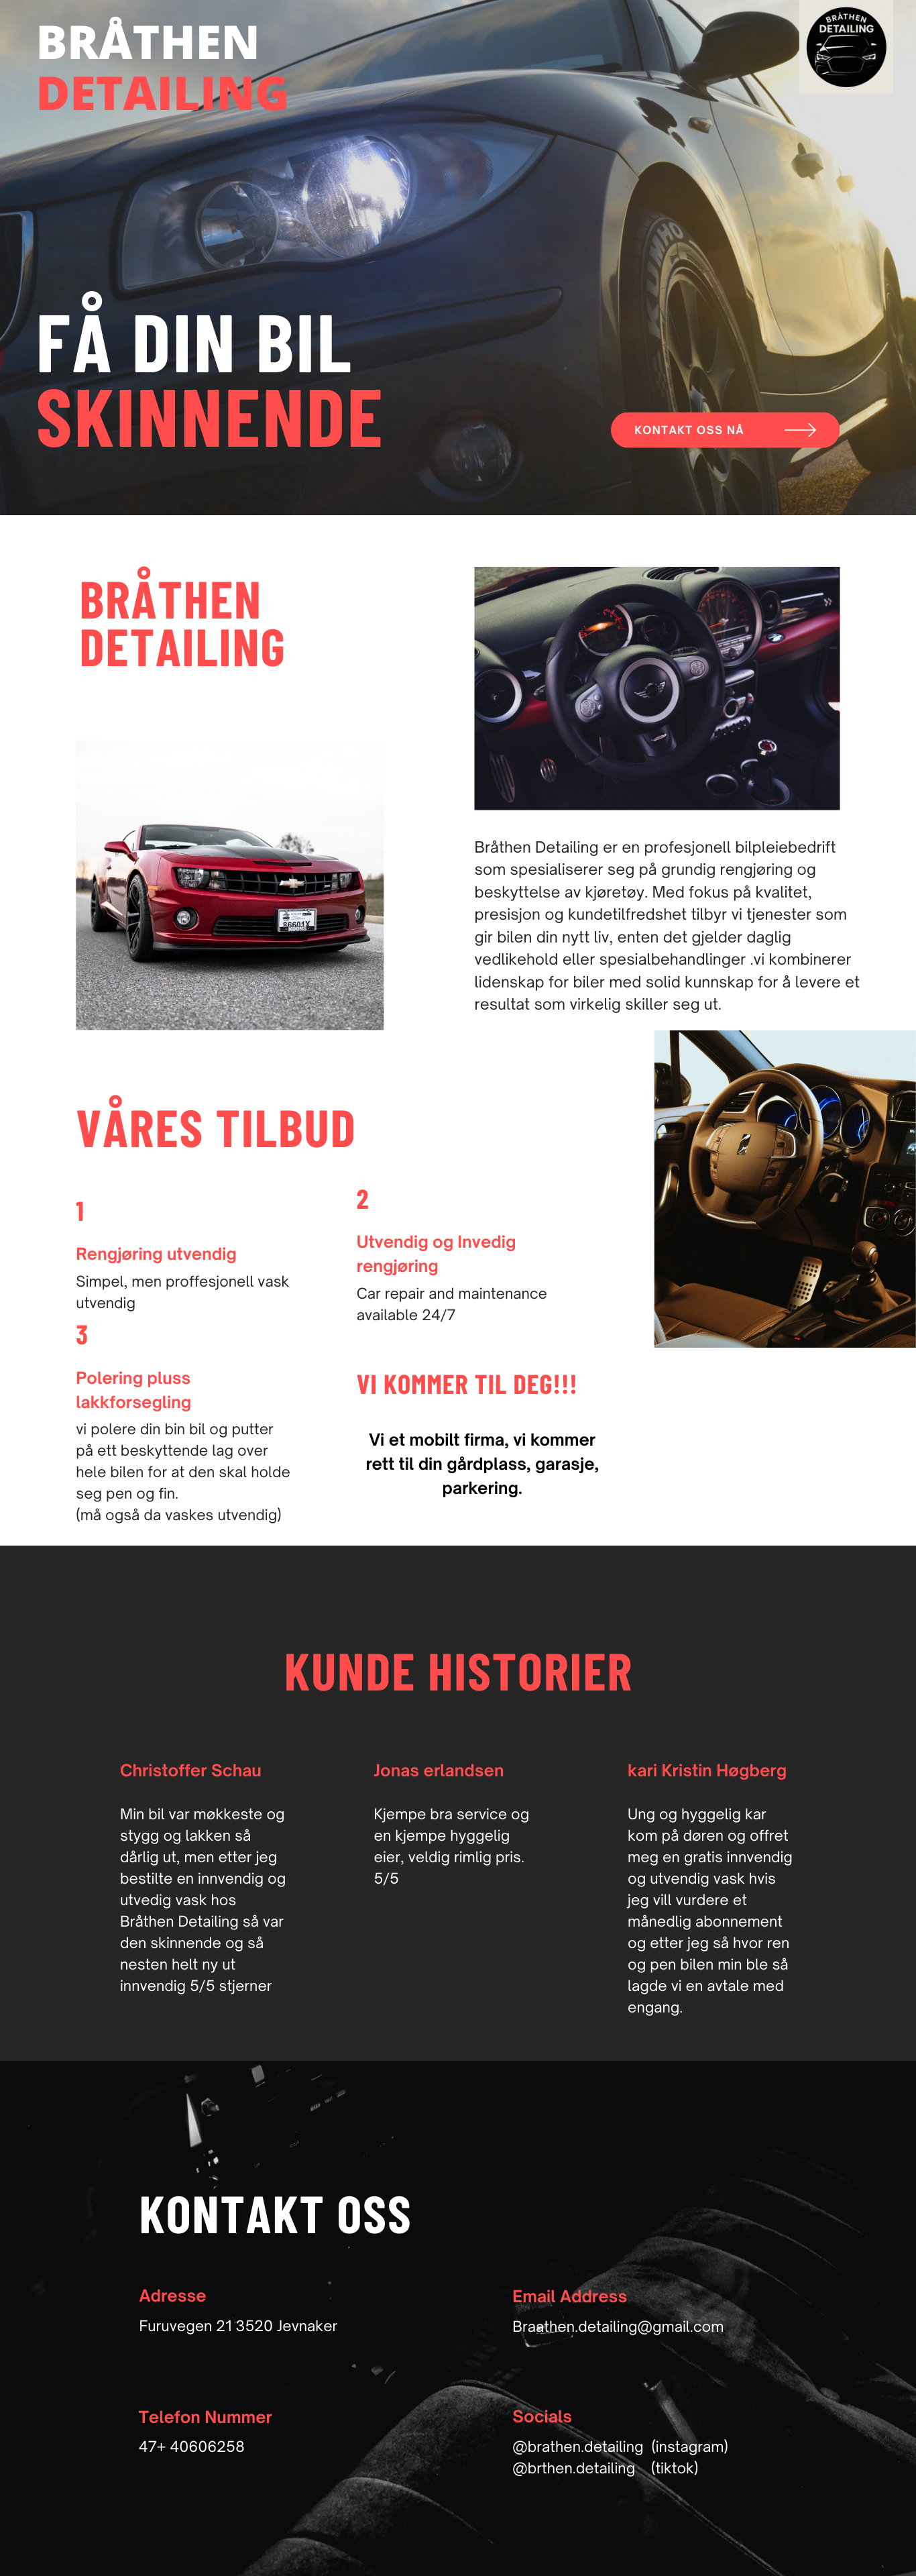 BRÅTHEN
DETAILING
BRÅTHEN
DETAILING
FÅ DIN BIL
SKINNENDE
KONTAKT OSS NÅ
BRÅTHEN
DETAILING
Bråthen Detailing er en profesjonell bilpleiebedrift
som spesialiserer seg på grundig rengjøring og
beskyttelse av kjøretøy. Med fokus på kvalitet,
presisjon og kundetilfredshet tilbyr vi tjenester som
gir bilen din nytt liv, enten det gjelder daglig
vedlikehold eller spesialbehandlinger .vi kombinerer
lidenskap for biler med solid kunnskap for å levere et
resultat som virkelig skiller seg ut.
VÅRES TILBUD
1
Rengjøring utvendig
Simpel, men proffesjonell vask
utvendig
2
Utvendig og Invedig
rengjøring
Car repair and maintenance
available 24/7
3
Polering pluss
lakkforsegling
vi polere din bin bil og putter
på ett beskyttende lag over
hele bilen for at den skal holde
seg pen og fin.
(må også da vaskes utvendig)
VI KOMMER TIL DEG!!!
Vi et mobilt firma, vi kommer
rett til din gårdplass, garasje,
parkering.
KUNDE HISTORIER
Christoffer Schau
Min bil var møkkeste og
stygg og lakken så
dårlig ut, men etter jeg
bestilte en innvendig og
utvedig vask hos
Bråthen Detailing så var
den skinnende og så
nesten helt ny ut
innvendig 5/5 stjerner
Jonas erlandsen
Kjempe bra service og
en kjempe hyggelig
eier, veldig rimlig pris.
5/5
kari Kristin Høgberg
Ung og hyggelig kar
kom på døren og offret
meg en gratis innvendig
og utvendig vask hvis
jeg vill vurdere et
månedlig abonnement
og etter jeg så hvor ren
og pen bilen min ble så
lagde vi en avtale med
engang.
KONTAKT OSS
Adresse
Furuvegen 21 3520 Jevnaker
Email Address
Braathen.detailing@gmail.com
Telefon Nummer
47+ 40606258
Socials
@brathen.detailing (instagram)
@brthen.detailing (tiktok)